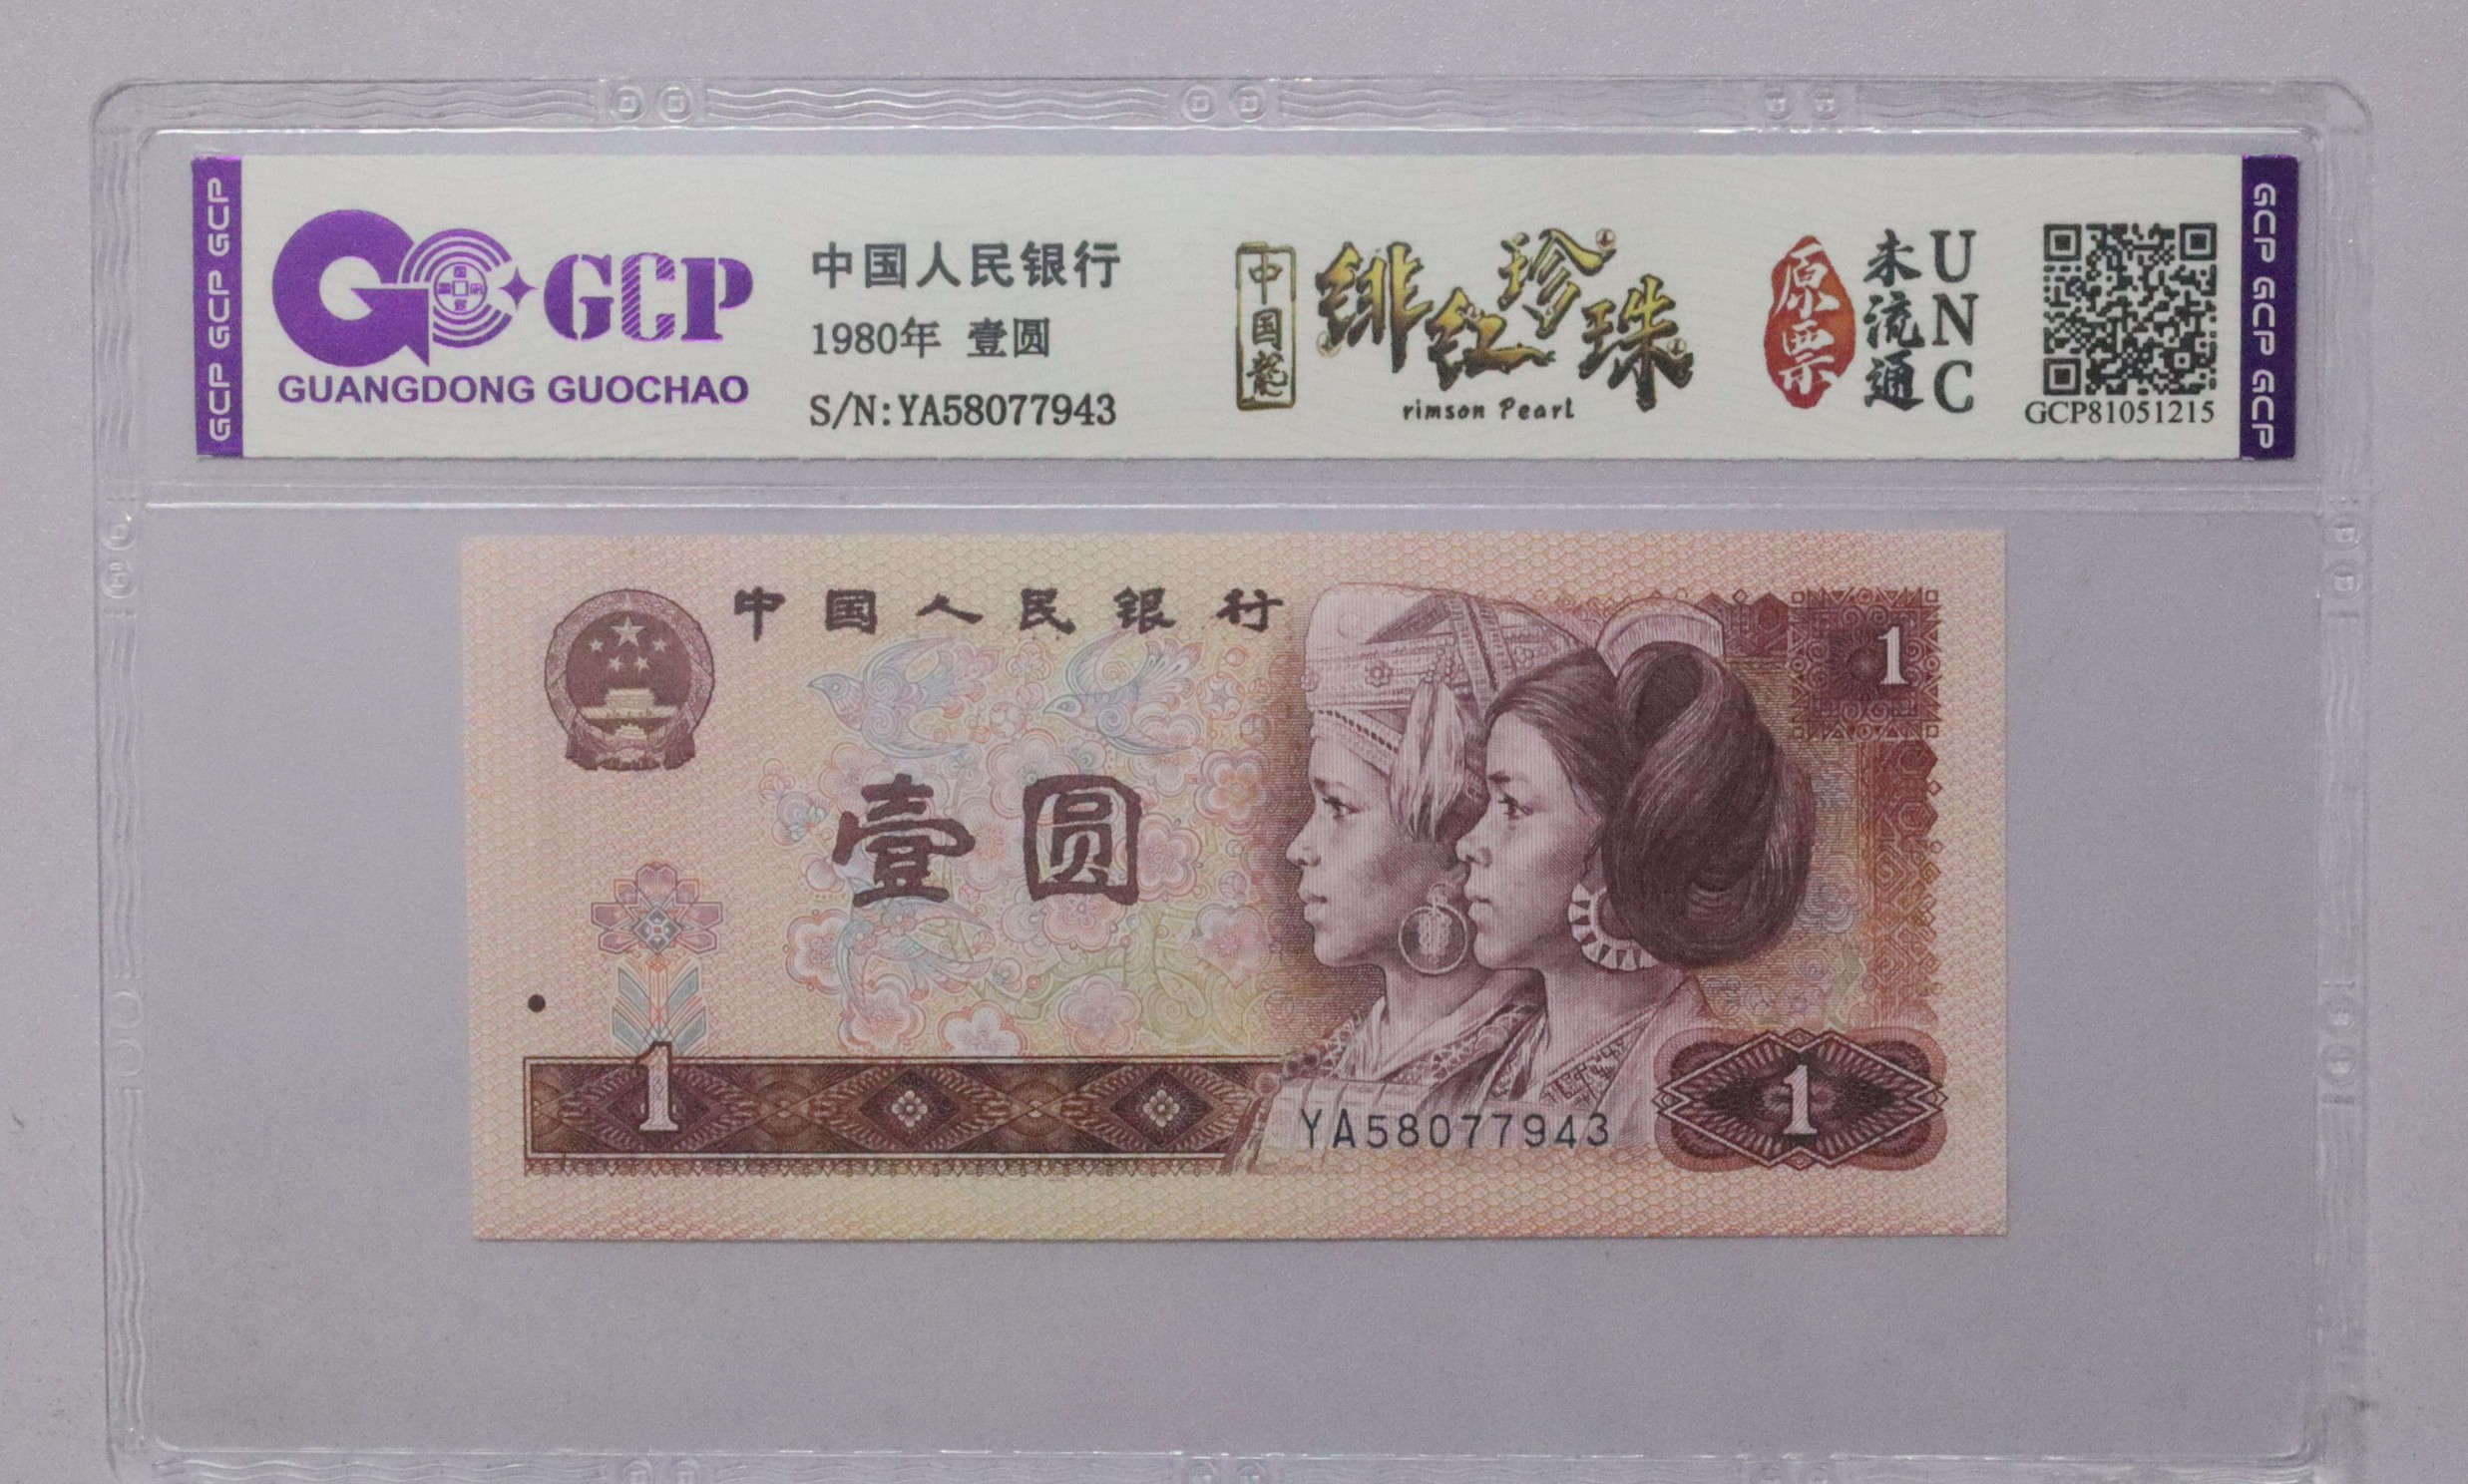 GCP GCP GCP
GCP
GUANGDONG GUOCHAO
中国人民银行
1980年 壹圆
S/N:YA58077943
中国龍
绯红珍珠
rimson Pearl
原票
未流通
UNC
GCP81051215
GCP GCP GCP
中国人民银行
1
壹圆
1
YA58077943
1